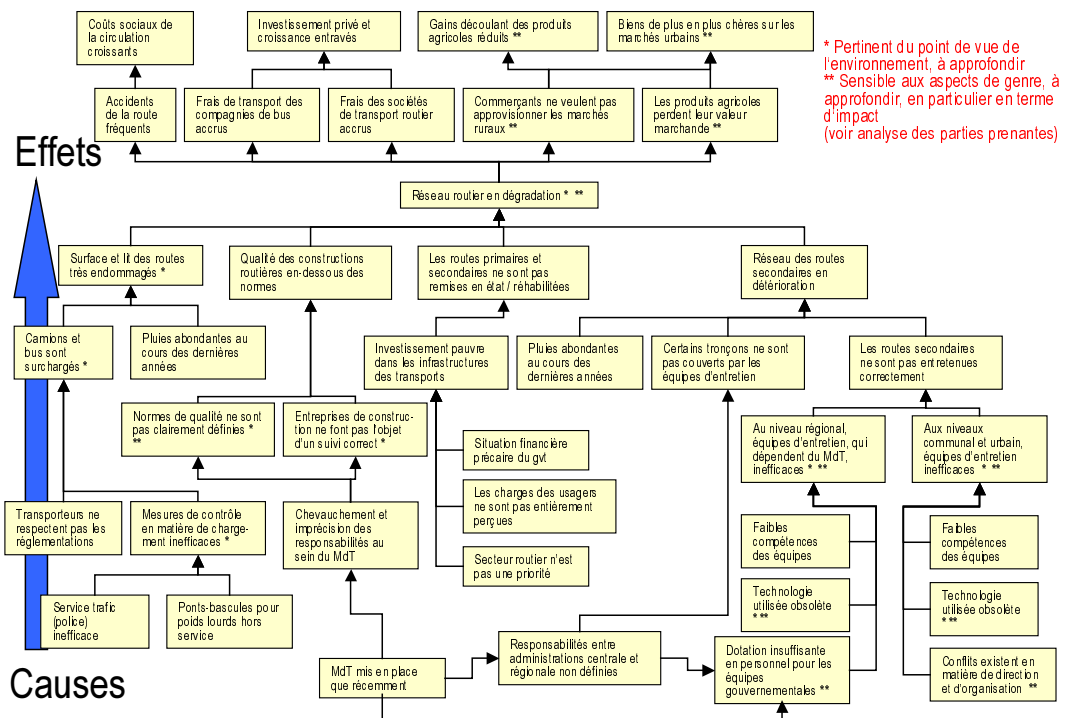 Coûts sociaux de
la circulation
croissants
Investissement privé et
croissance entravés
Gains découlant des produits
agricoles réduits **
Biens de plus en plus chères sur les
marchés urbains **
* Pertinent du point de vue de
l'environnement, à approfondir
** Sensible aux aspects de genre, à
approfondir, en particulier en terme
d'impact
(voir analyse des parties prenantes)
Accidents
de la route
fréquents
Frais de transport des
compagnies de bus
accrus
Frais des sociétés
de transport routier
accrus
Commerçants ne veulent pas
approvisionner les marchés
ruraux **
Les produits agricoles
perdent leur valeur
marchande **
Effets
Réseau routier en dégradation * **
Surface et lit des routes
très endommagés *
Qualité des constructions
routières en-dessous des
normes
Les routes primaires et
secondaires ne sont pas
remises en état / réhabilitées
Réseau des routes
secondaires en
détérioration
Camions et
bus sont
surchargés *
Pluies abondantes au
cours des dernières
années
Investissement pauvre
dans les infrastructures
des transports
Pluies abondantes
au cours des
dernières années
Certains tronçons ne sont
pas couverts par les
équipes d'entretien
Les routes secondaires
ne sont pas entretenues
correctement
Normes de qualité ne sont
pas clairement définies *
**
Entreprises de construc-
tion ne font pas l'objet
d'un suivi correct *
Situation financière
précaire du gvt
Au niveau régional,
équipes d'entretien, qui
dépendent du MdT,
inefficaces * **
Aux niveaux
communal et urbain,
équipes d'entretien
inefficaces * **
Les charges des usagers
ne sont pas entièrement
perçues
Transporteurs ne
respectent pas les
réglementations
Mesures de contrôle
en matière de charge-
ment inefficaces *
Chevauchement et
imprécision des
responsabilités au
sein du MdT
Faibles
compétences
des équipes
Faibles
compétences
des équipes
Secteur routier n'est
pas une priorité
Service trafic
(police)
inefficace
Ponts-bascules pour
poids lourds hors
service
Technologie
utilisée obsolète
* **
Technologie
utilisée obsolète
* **
Responsabilités entre
administrations centrale et
régionale non définies
Dotation insuffisante
en personnel pour les
équipes
gouvernementales **
Conflits existent en
matière de direction
et d'organisation **
MdT mis en place
que récemment
Causes